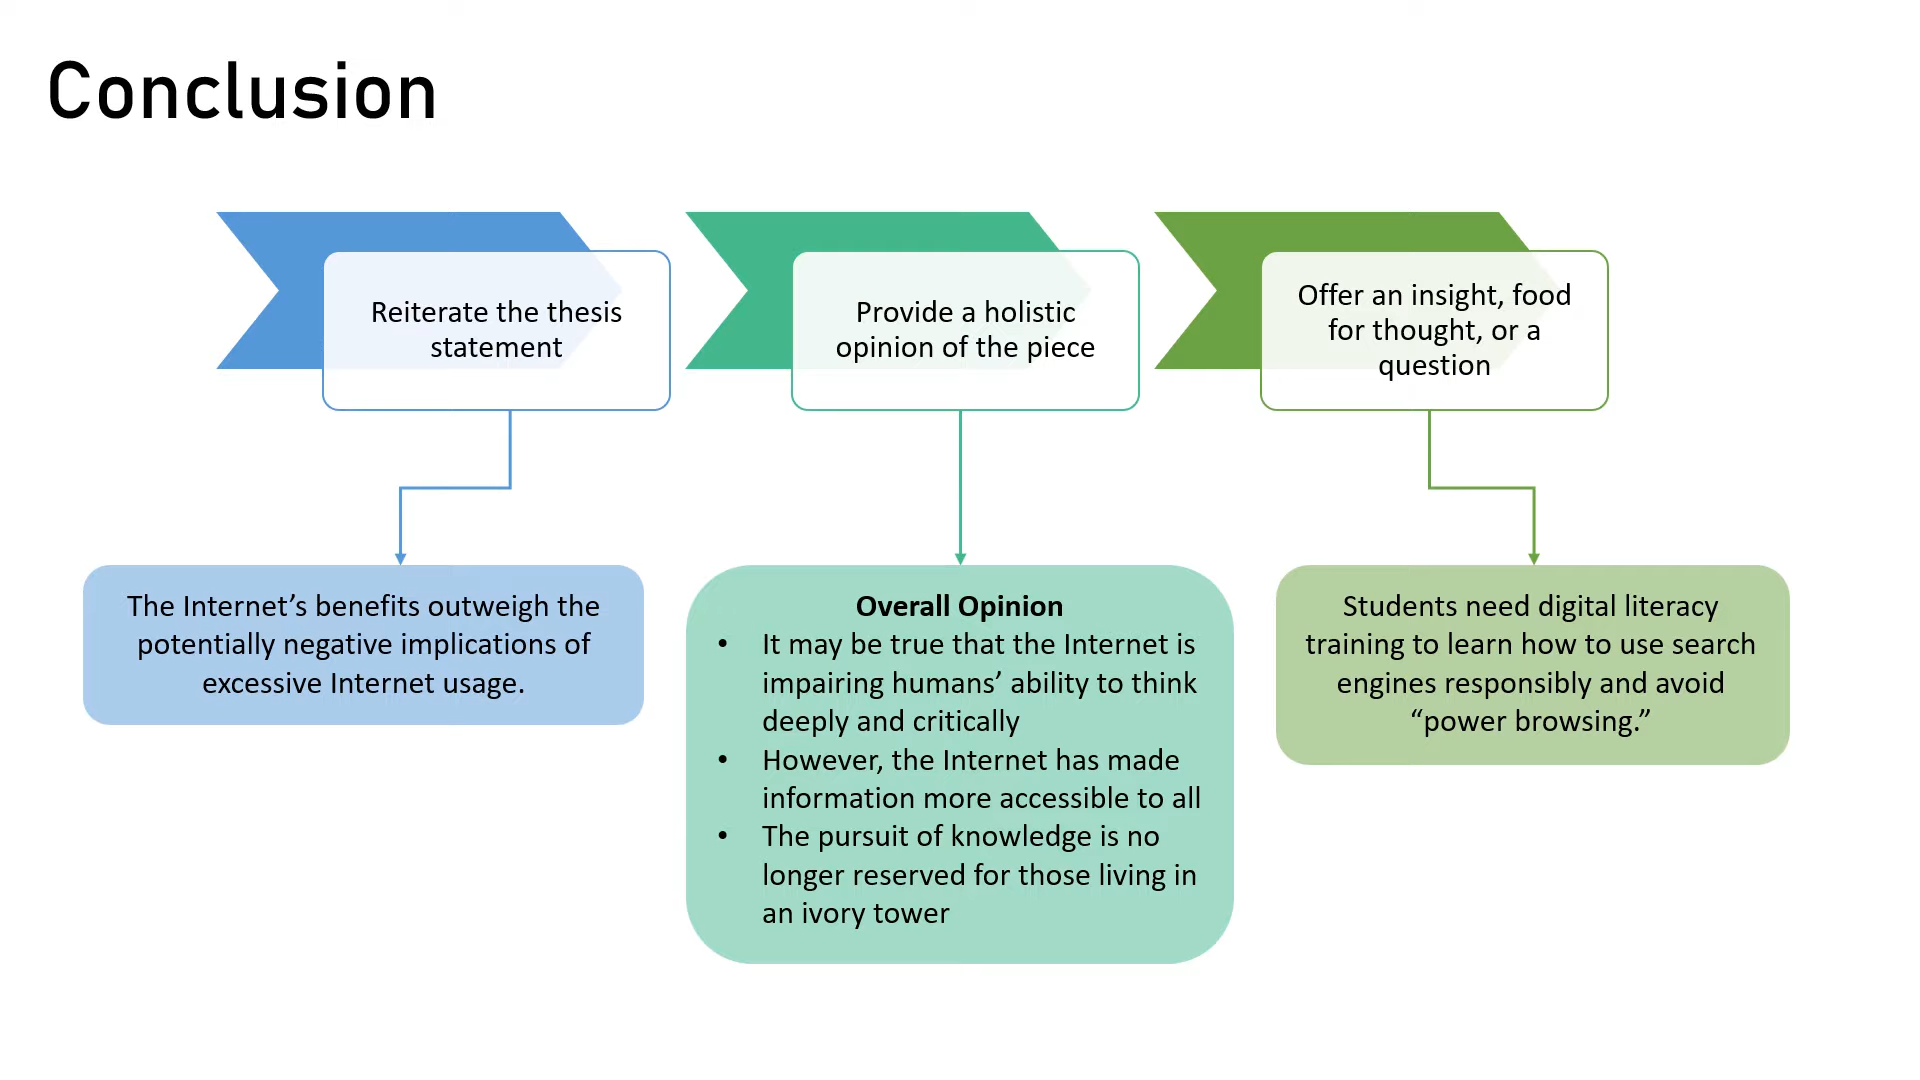 Conclusion
Reiterate the thesis
statement
Provide a holistic
opinion of the piece
Offer an insight, food
for thought, or a
question
The Internet’s benefits outweigh the
potentially negative implications of
excessive Internet usage.
Overall Opinion
• It may be true that the Internet is
impairing humans’ ability to think
deeply and critically
• However, the Internet has made
information more accessible to all
• The pursuit of knowledge is no
longer reserved for those living in
an ivory tower
Students need digital literacy
training to learn how to use search
engines responsibly and avoid
“power browsing.”